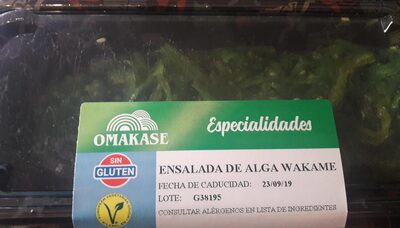 OMAKASE
Especialidades
SIN
GLUTEN
ENSALADA DE ALGA WAKAME
FECHA DE CADUCIDAD: 23/09/19
LOTE: G38195
CONSULTAR ALÉRGENOS EN LISTA DE INGREDIENTES